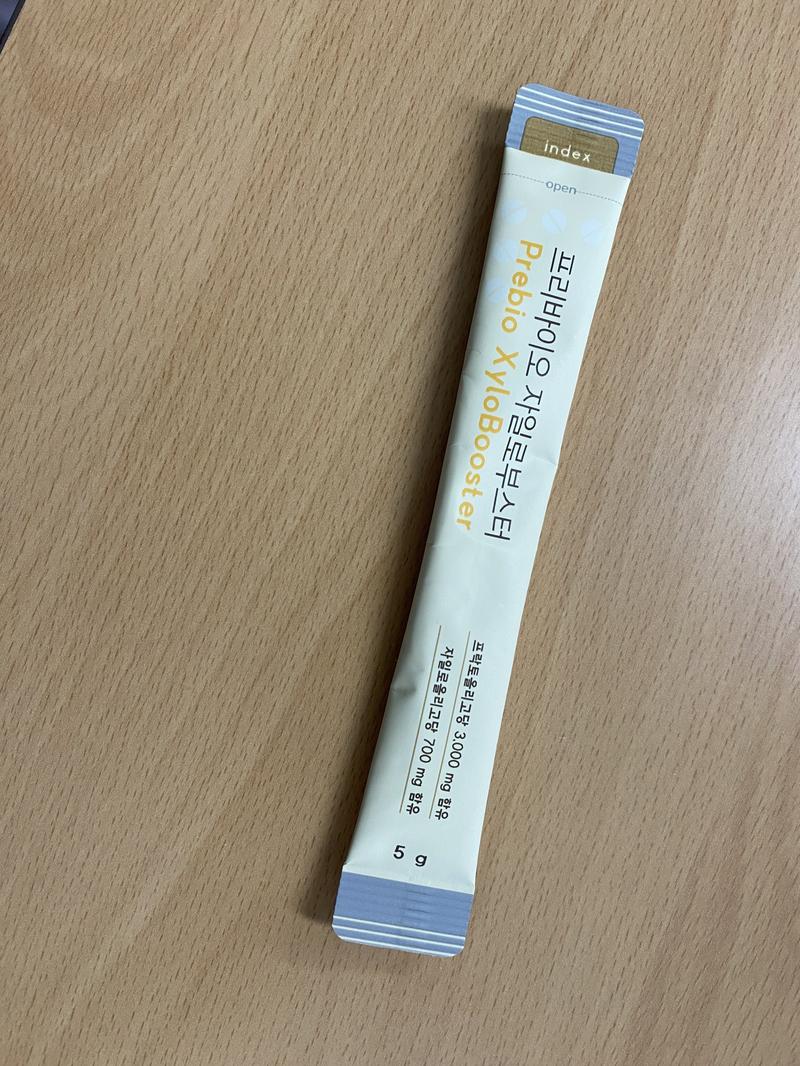 index
open
프리바이오 자일로부스터
Prebio XyloBooster
프락토올리고당 3,000 mg 함유
자일로올리고당 700 mg 함유
5 g